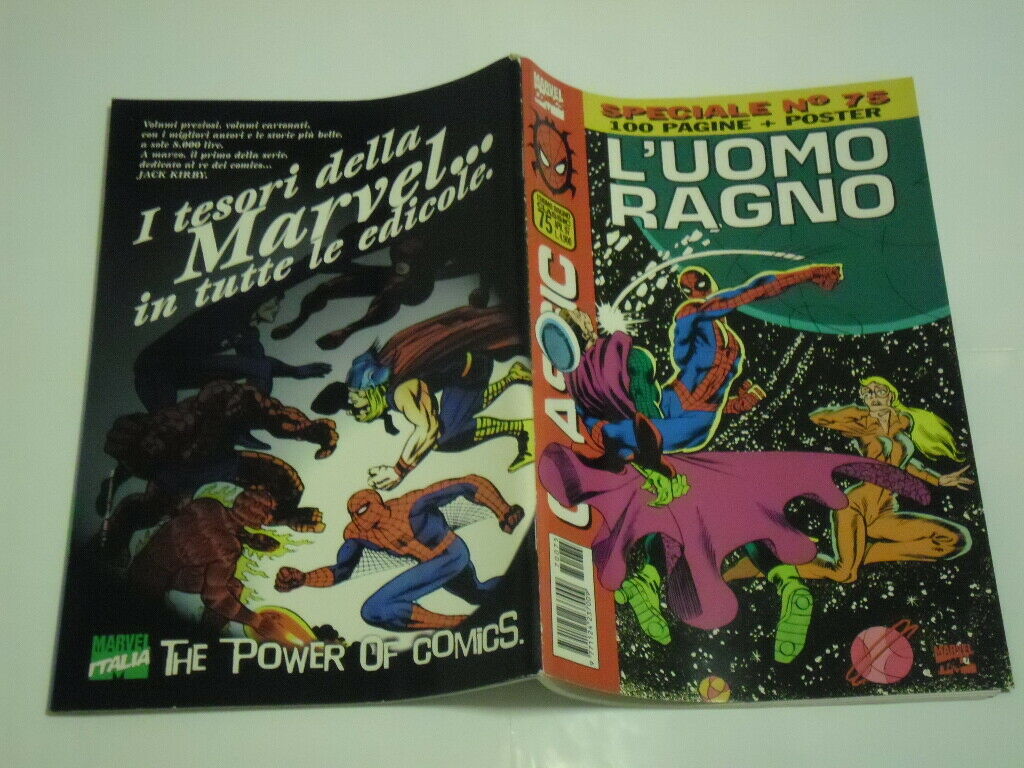 Volumi preziosi, volumi cartonati,
con i migliori autori e le storie più belle,
a sole 8.000 lire.
A marzo, il primo della serie,
dedicato al re dei comics...
JACK KIRBY.
I tesori della
Marvel...
in tutte le edicole.
MARVEL
ITALIA
THE POWER OF COMICS.
MARVEL
75
CLASSIC
SPECIALE Nº 75
100 PAGINE + POSTER
L'UOMO
RAGNO
MARVEL